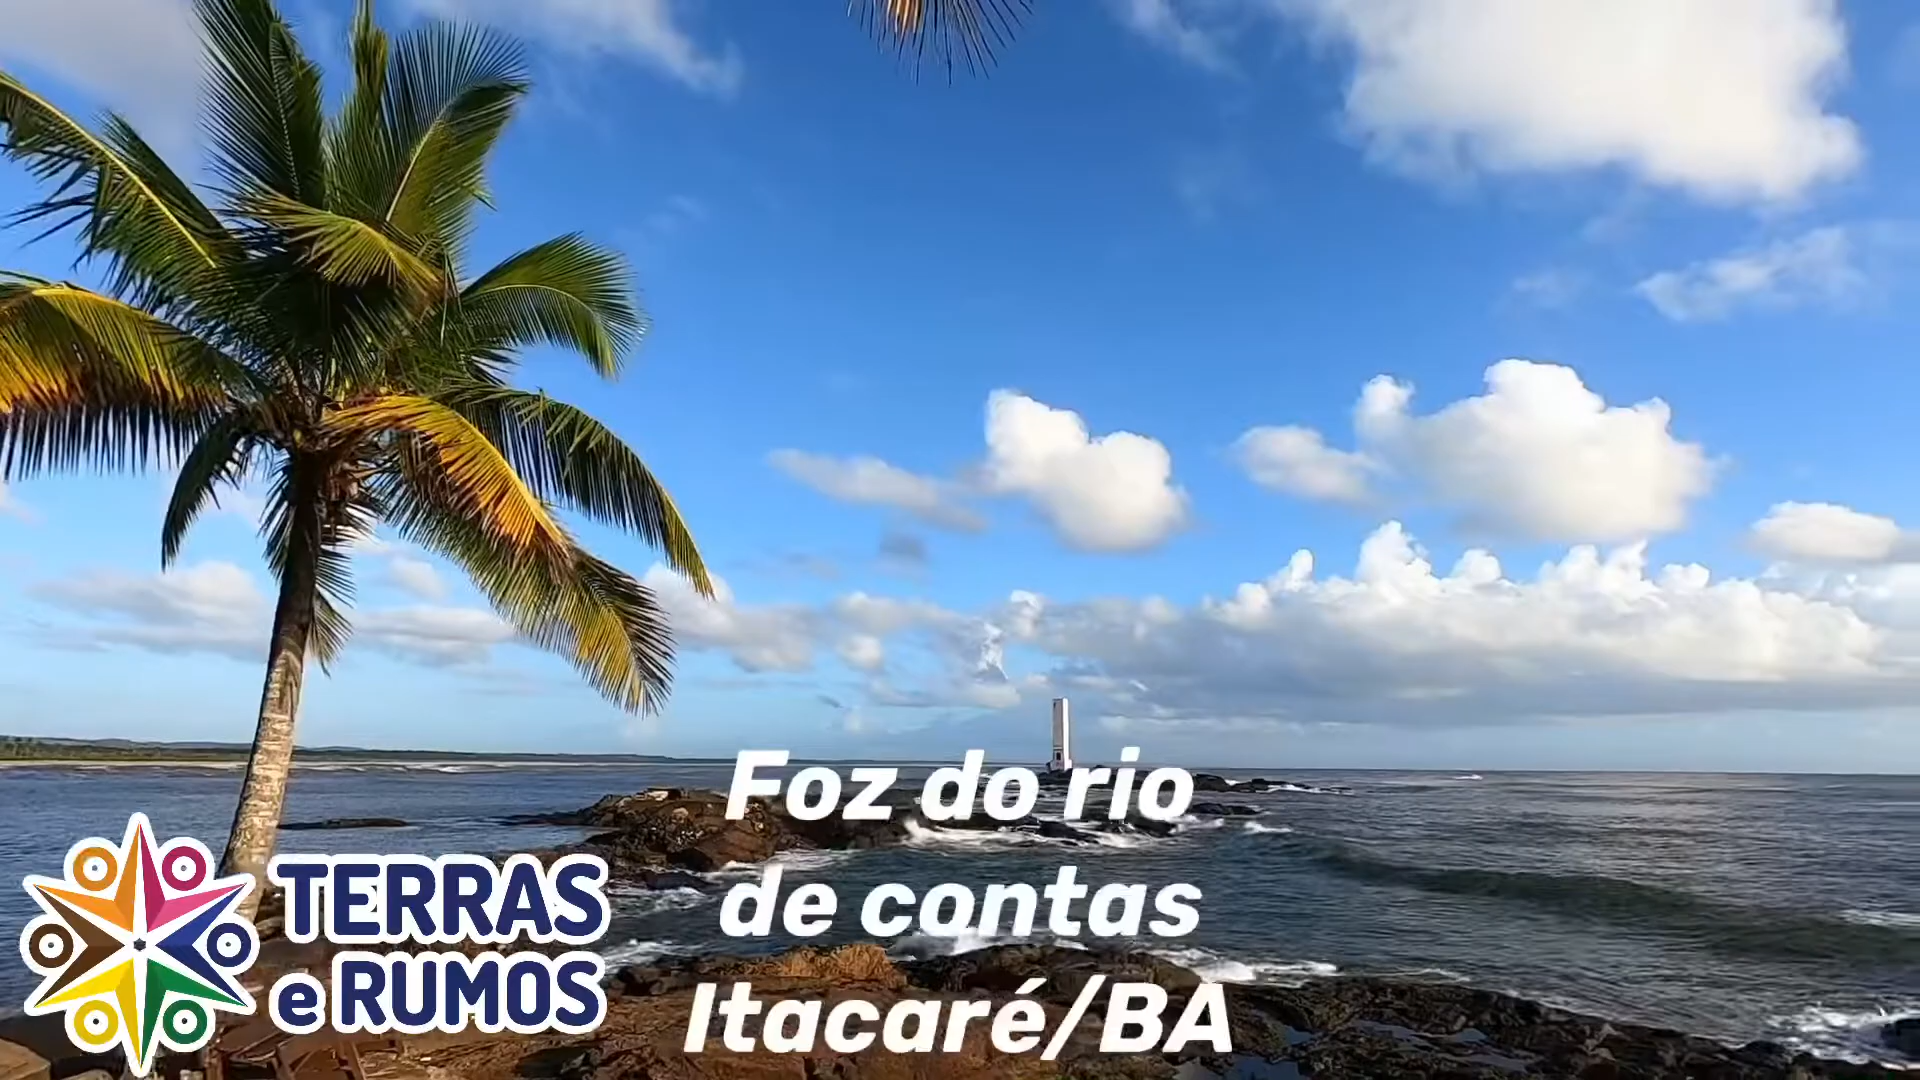 Foz do rio
de contas
Itacaré/BA
TERRAS
e RUMOS